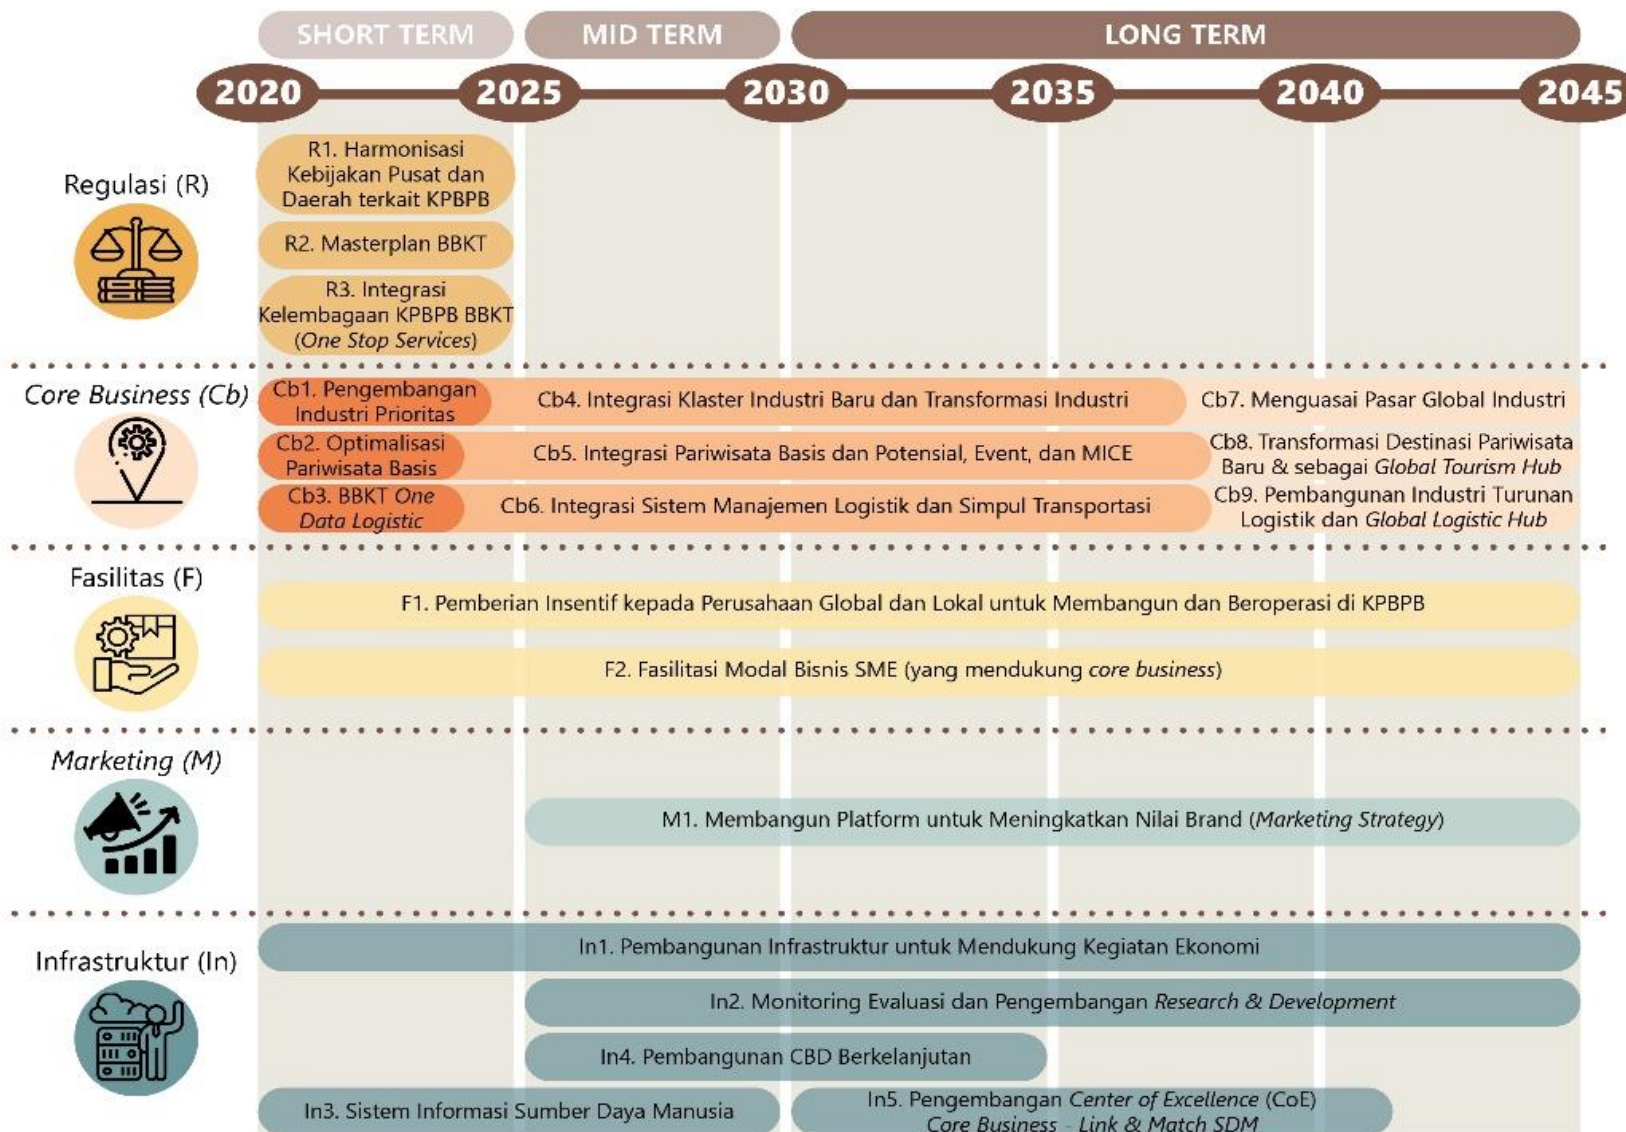 SHORT TERM
MID TERM
LONG TERM
2020
2025
2030
2035
2040
2045
Regulasi (R)
R1. Harmonisasi
Kebijakan Pusat dan
Daerah terkait KPBPB
R2. Masterplan BBKT
R3. Integrasi
Kelembagaan KPBPB BBKT
(One Stop Services)
Core Business (Cb)
Cb1. Pengembangan
Industri Prioritas
Cb4. Integrasi Klaster Industri Baru dan Transformasi Industri
Cb7. Menguasai Pasar Global Industri
Cb2. Optimalisasi
Pariwisata Basis
Cb5. Integrasi Pariwisata Basis dan Potensial, Event, dan MICE
Cb8. Transformasi Destinasi Pariwisata
Baru & sebagai Global Tourism Hub
Cb3. BBKT One
Data Logistic
Cb6. Integrasi Sistem Manajemen Logistik dan Simpul Transportasi
Cb9. Pembangunan Industri Turunan
Logistik dan Global Logistic Hub
Fasilitas (F)
F1. Pemberian Insentif kepada Perusahaan Global dan Lokal untuk Membangun dan Beroperasi di KPBPB
F2. Fasilitasi Modal Bisnis SME (yang mendukung core business)
Marketing (M)
M1. Membangun Platform untuk Meningkatkan Nilai Brand (Marketing Strategy)
Infrastruktur (In)
In1. Pembangunan Infrastruktur untuk Mendukung Kegiatan Ekonomi
In2. Monitoring Evaluasi dan Pengembangan Research & Development
In4. Pembangunan CBD Berkelanjutan
In3. Sistem Informasi Sumber Daya Manusia
In5. Pengembangan Center of Excellence (CoE)
Core Business - Link & Match SDM